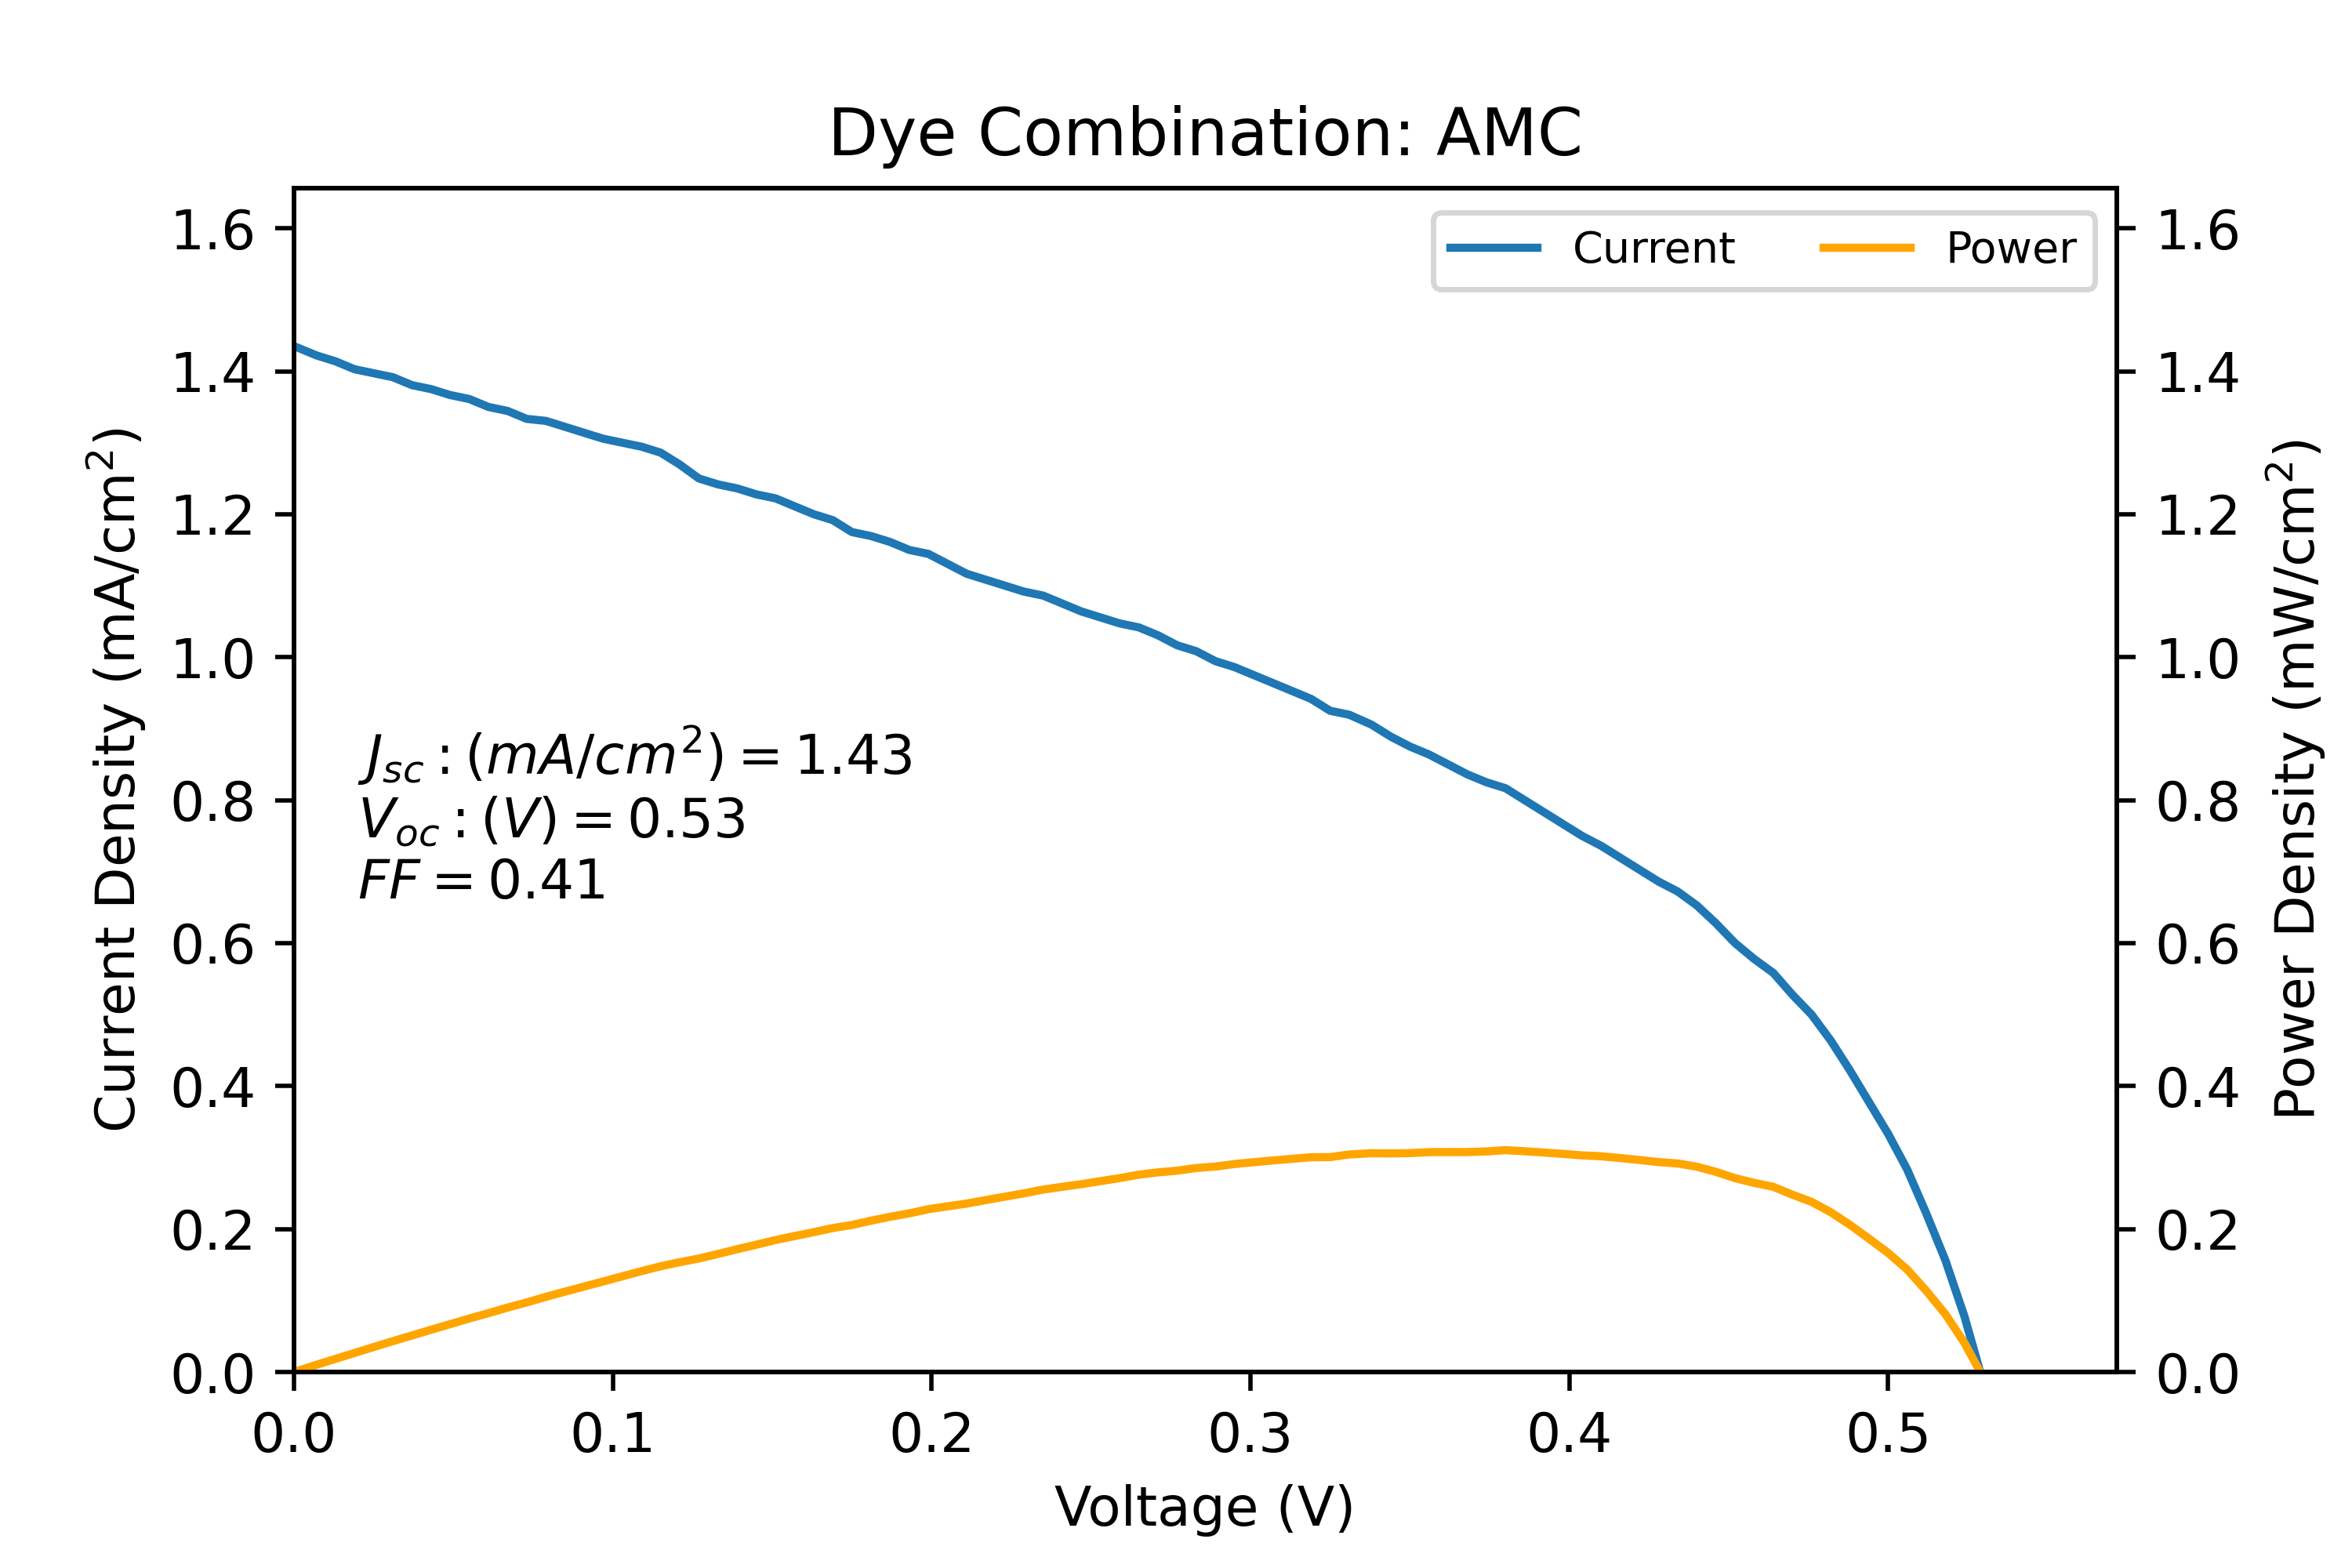 Dye Combination: AMC
Current Power
1.6
1.4
1.2
1.0
0.8
0.6
0.4
0.2
0.0
Current Density (mA/cm²)
J_sc : (mA/cm²) = 1.43
V_oc : (V) = 0.53
FF = 0.41
1.6
1.4
1.2
1.0
0.8
0.6
0.4
0.2
0.0
Power Density (mW/cm²)
0.0 0.1 0.2 0.3 0.4 0.5
Voltage (V)